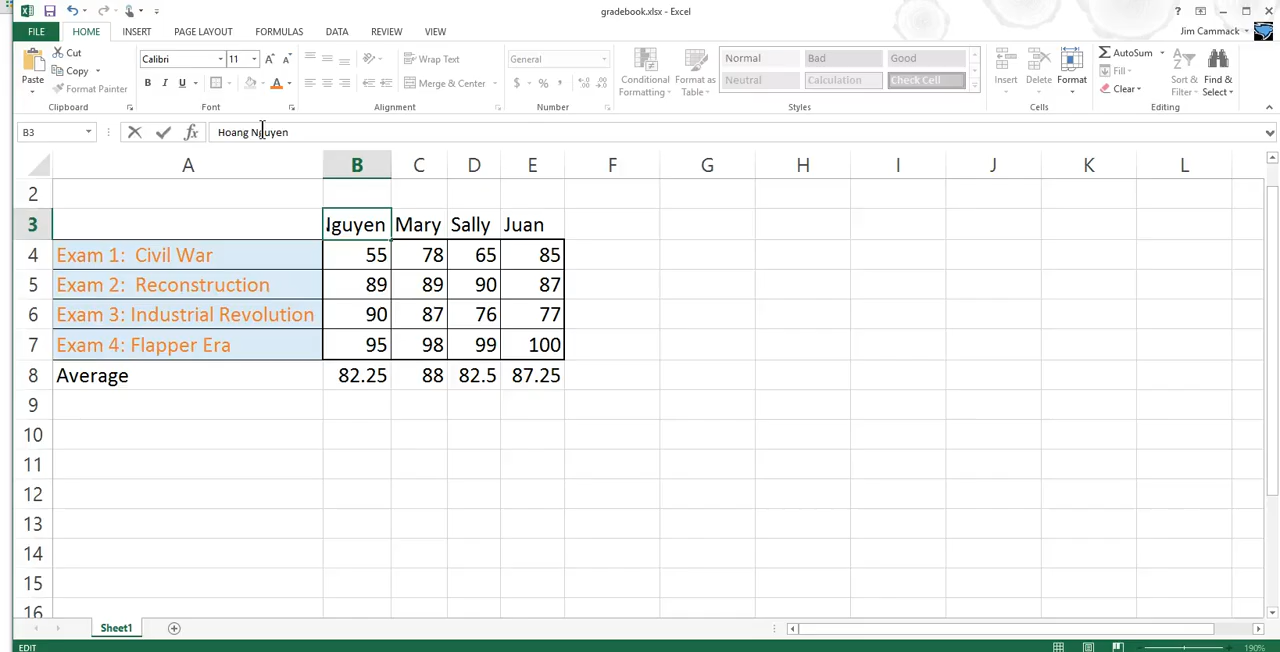 gradebook.xlsx - Excel
?
FILE HOME INSERT PAGE LAYOUT FORMULAS DATA REVIEW VIEW Jim Cammack
Paste
Cut
Copy
Format Painter
Clipboard
Calibri 11
B I U
Font
Wrap Text
Merge & Center
Alignment
General
$ % ,
Number
Conditional Formatting
Format as Table
Normal Bad Good
Neutral Calculation Check Cell
Styles
Insert Delete Format
Cells
AutoSum
Fill
Clear
Sort & Filter
Find & Select
Editing
B3 fx Hoang Nguyen
A B C D E F G H I J K L
2
3 Nguyen Mary Sally Juan
4 Exam 1:  Civil War 55 78 65 85
5 Exam 2:  Reconstruction 89 89 90 87
6 Exam 3: Industrial Revolution 90 87 76 77
7 Exam 4: Flapper Era 95 98 99 100
8 Average 82.25 88 82.5 87.25
9
10
11
12
13
14
15
16
Sheet1
EDIT 190%